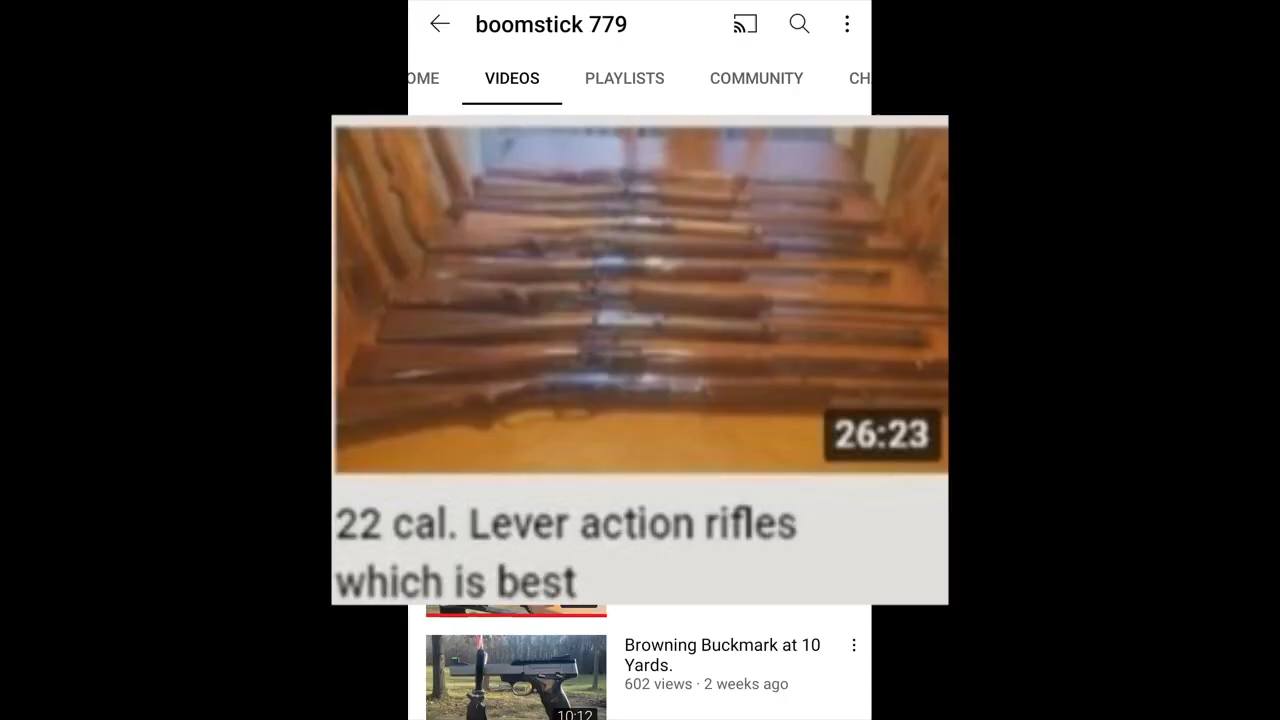 boomstick 779
OME VIDEOS PLAYLISTS COMMUNITY CH
26:23
22 cal. Lever action rifles
which is best
Browning Buckmark at 10
Yards.
602 views · 2 weeks ago
10:12